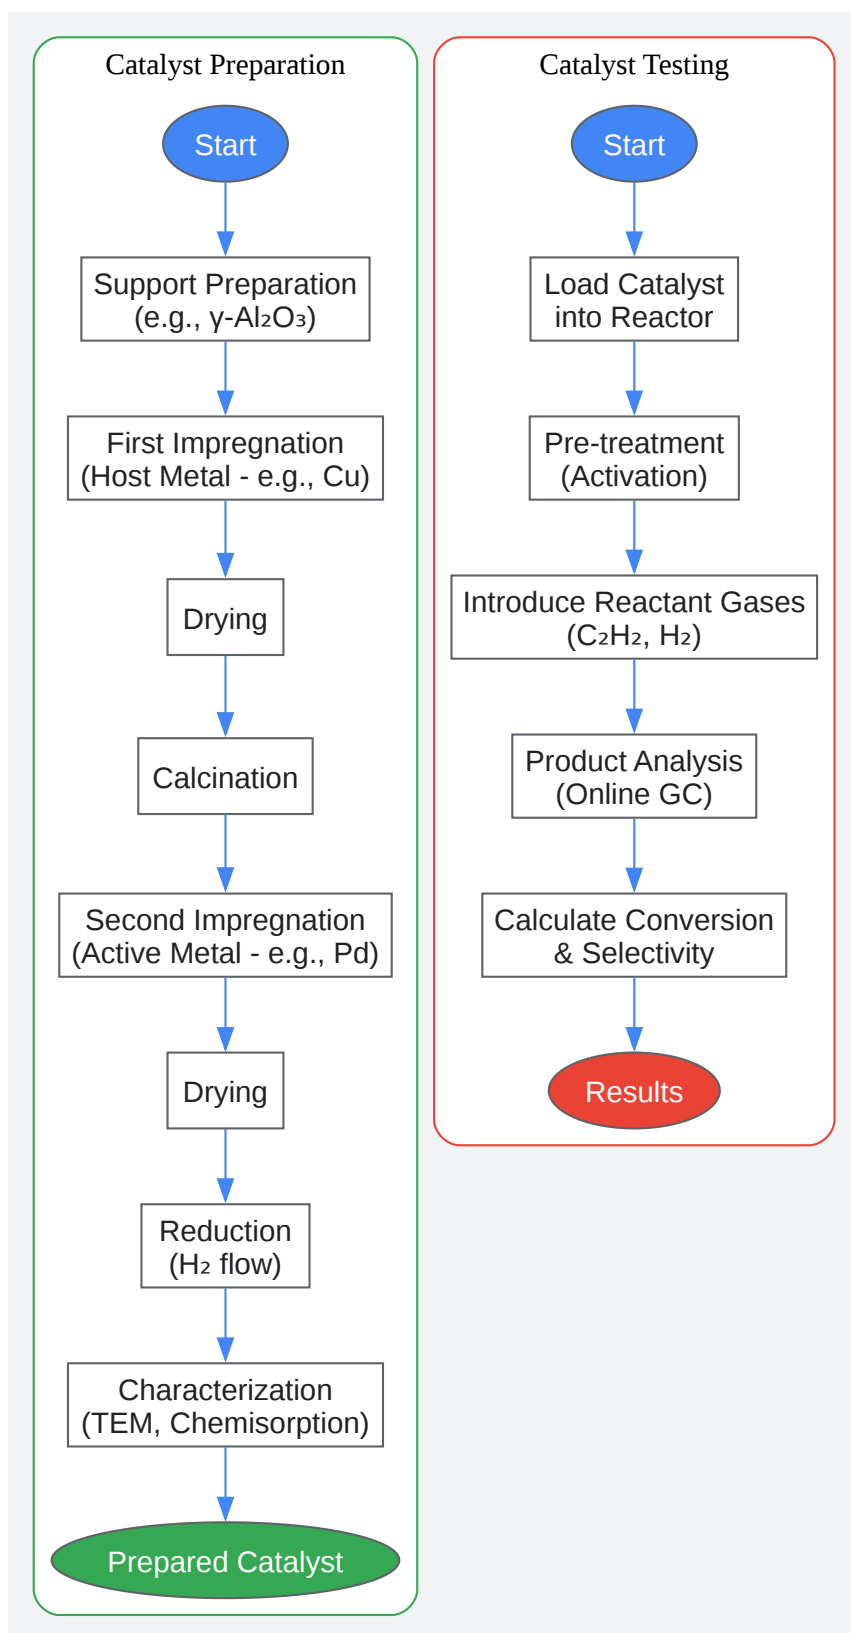 Catalyst Preparation
Start
Support Preparation
(e.g., γ-Al₂O₃)
First Impregnation
(Host Metal - e.g., Cu)
Drying
Calcination
Second Impregnation
(Active Metal - e.g., Pd)
Drying
Reduction
(H₂ flow)
Characterization
(TEM, Chemisorption)
Prepared Catalyst
Catalyst Testing
Start
Load Catalyst
into Reactor
Pre-treatment
(Activation)
Introduce Reactant Gases
(C₂H₂, H₂)
Product Analysis
(Online GC)
Calculate Conversion
& Selectivity
Results